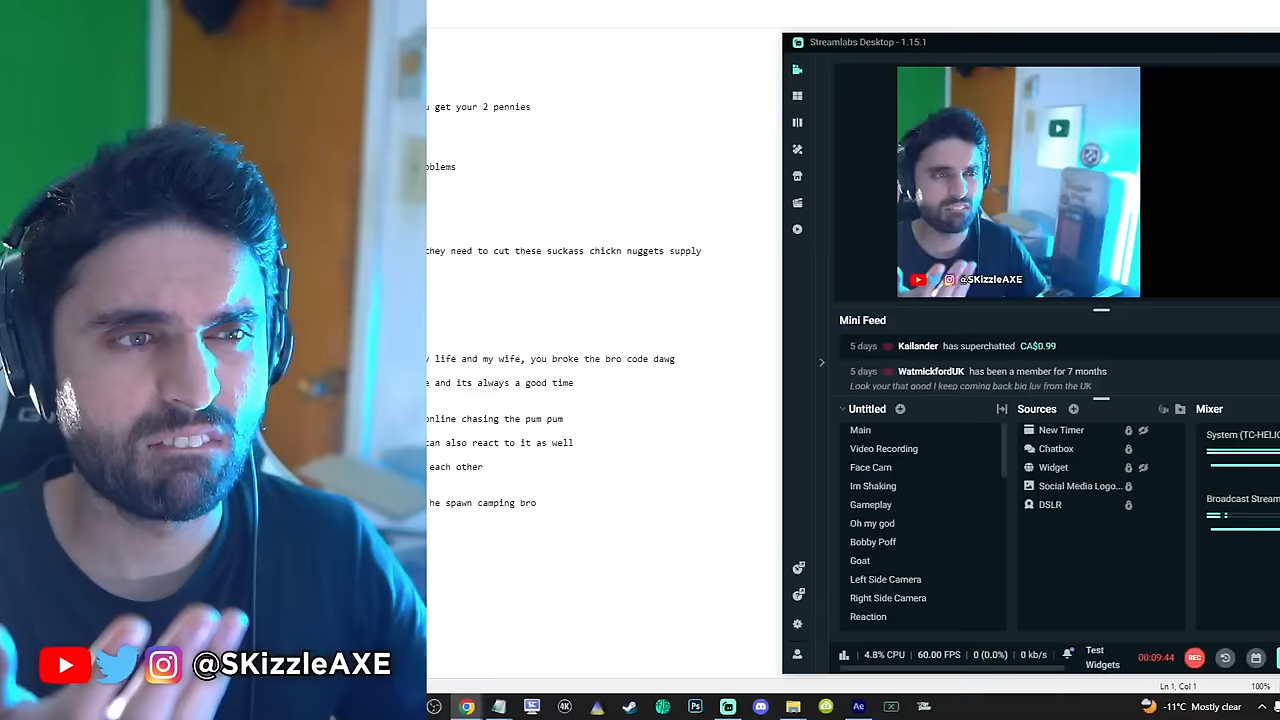 u get your 2 pennies
oblems
they need to cut these suckass chickn nuggets supply
y life and my wife, you broke the bro code dawg
e and its always a good time
online chasing the pum pum
can also react to it as well
each other
he spawn camping bro
@SKizzleAXE
Streamlabs Desktop - 1.15.1
@SKizzleAXE
Mini Feed
5 days Kailander has superchatted CA$0.99
5 days WatmickfordUK has been a member for 7 months
Look your that good I keep coming back big luv from the UK
Untitled
Main
Video Recording
Face Cam
Im Shaking
Gameplay
Oh my god
Bobby Poff
Goat
Left Side Camera
Right Side Camera
Reaction
Sources
New Timer
Chatbox
Widget
Social Media Logo...
DSLR
Mixer
System (TC-HELIC
Broadcast Stream
4.8% CPU 60.00 FPS 0 (0.0%) 0 kb/s
Test
Widgets
00:09:44
REC
Ln 1, Col 1 100%
4K
Ps
Ae
-11°C Mostly clear